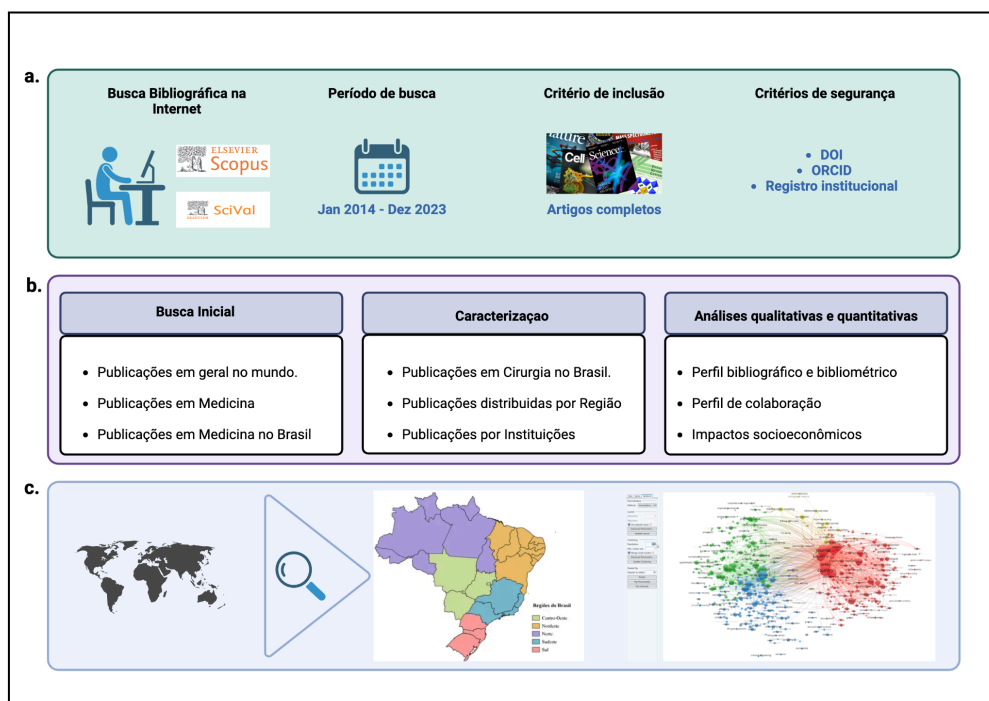 a.
Busca Bibliográfica na
Internet
Período de busca
Critério de inclusão
Critérios de segurança
ELSEVIER
Scopus
ELSEVIER
SciVal
nature
Cell
Science
Jan 2014 - Dez 2023
Artigos completos
• DOI
• ORCID
• Registro institucional
b.
Busca Inicial
• Publicações em geral no mundo.
• Publicações em Medicina
• Publicações em Medicina no Brasil
Caracterizaçao
• Publicações em Cirurgia no Brasil.
• Publicações distribuidas por Região
• Publicações por Instituições
Análises qualitativas e quantitativas
• Perfil bibliográfico e bibliométrico
• Perfil de colaboração
• Impactos socioeconômicos
c.
Regiões do Brasil
Centro-Oeste
Nordeste
Norte
Sudeste
Sul